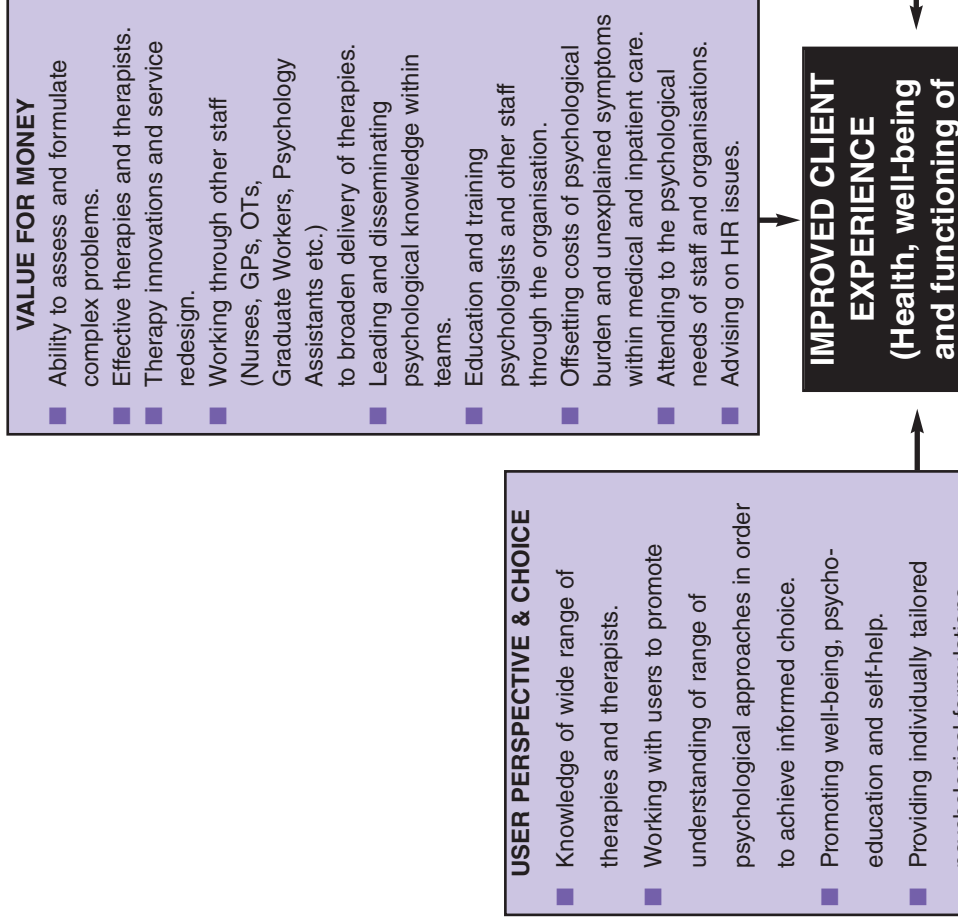 VALUE FOR MONEY
■ Ability to assess and formulate
complex problems.
■ Effective therapies and therapists.
■ Therapy innovations and service
redesign.
■ Working through other staff
(Nurses, GPs, OTs,
Graduate Workers, Psychology
Assistants etc.)
to broaden delivery of therapies.
■ Leading and disseminating
psychological knowledge within
teams.
■ Education and training
psychologists and other staff
through the organisation.
■ Offsetting costs of psychological
burden and unexplained symptoms
within medical and inpatient care.
■ Attending to the psychological
needs of staff and organisations.
■ Advising on HR issues.
USER PERSPECTIVE & CHOICE
■ Knowledge of wide range of
therapies and therapists.
■ Working with users to promote
understanding of range of
psychological approaches in order
to achieve informed choice.
■ Promoting well-being, psycho-
education and self-help.
■ Providing individually tailored
IMPROVED CLIENT
EXPERIENCE
(Health, well-being
and functioning of